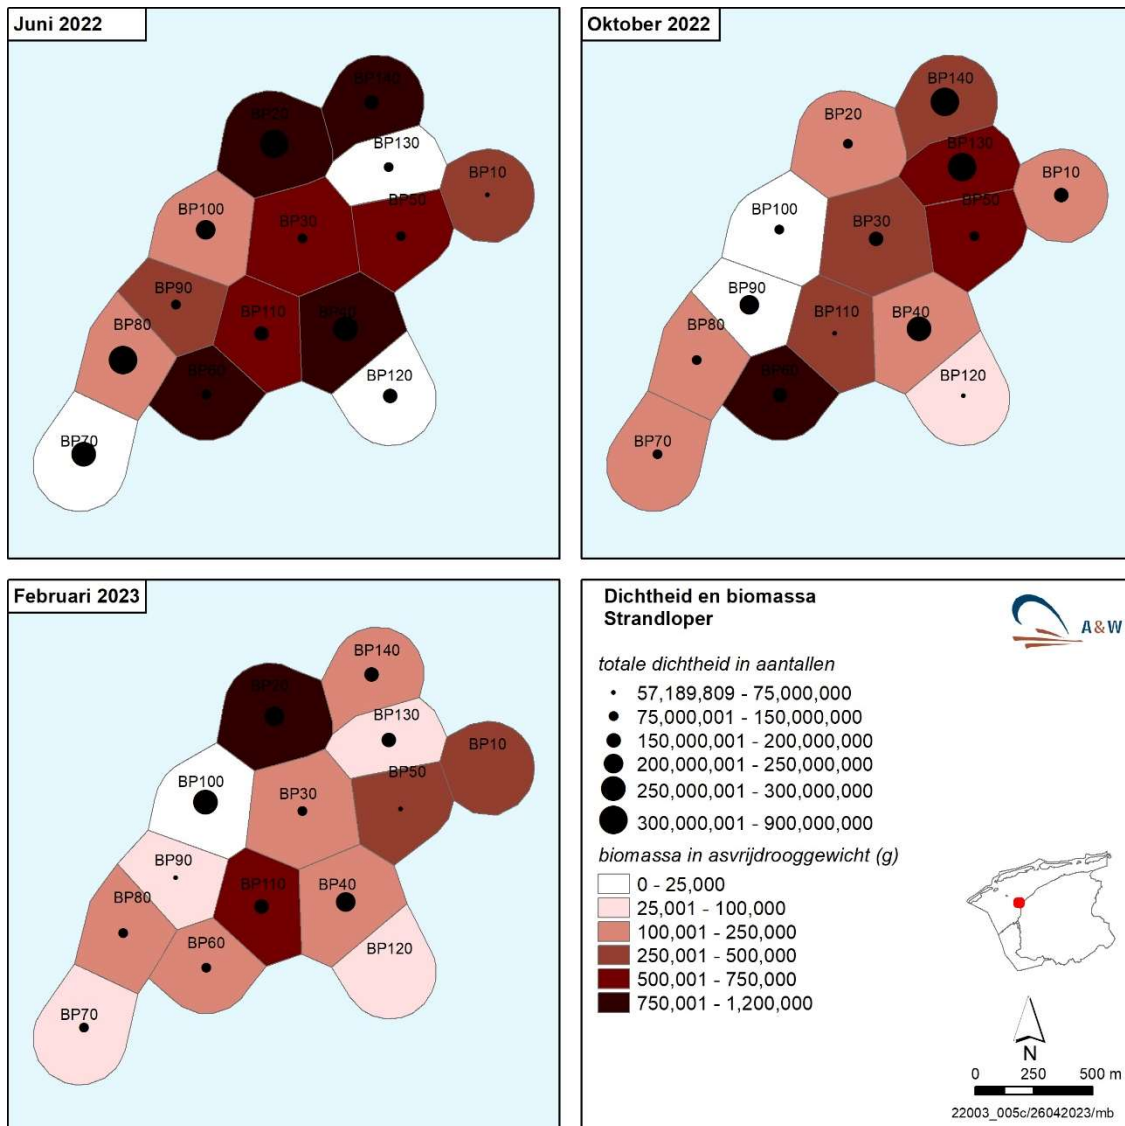 Juni 2022
BP140
BP20
BP130
BP10
BP100
BP30
BP50
BP90
BP110
BP40
BP80
BP60
BP120
BP70
Oktober 2022
BP140
BP20
BP130
BP10
BP100
BP30
BP50
BP90
BP110
BP40
BP80
BP60
BP120
BP70
Februari 2023
BP140
BP20
BP130
BP10
BP100
BP30
BP50
BP90
BP110
BP40
BP80
BP60
BP120
BP70
Dichtheid en biomassa
Strandloper
A&W
totale dichtheid in aantallen
57,189,809 - 75,000,000
75,000,001 - 150,000,000
150,000,001 - 200,000,000
200,000,001 - 250,000,000
250,000,001 - 300,000,000
300,000,001 - 900,000,000
biomassa in asvrijdrooggewicht (g)
0 - 25,000
25,001 - 100,000
100,001 - 250,000
250,001 - 500,000
500,001 - 750,000
750,001 - 1,200,000
N
0 250 500 m
22003_005c/26042023/mb